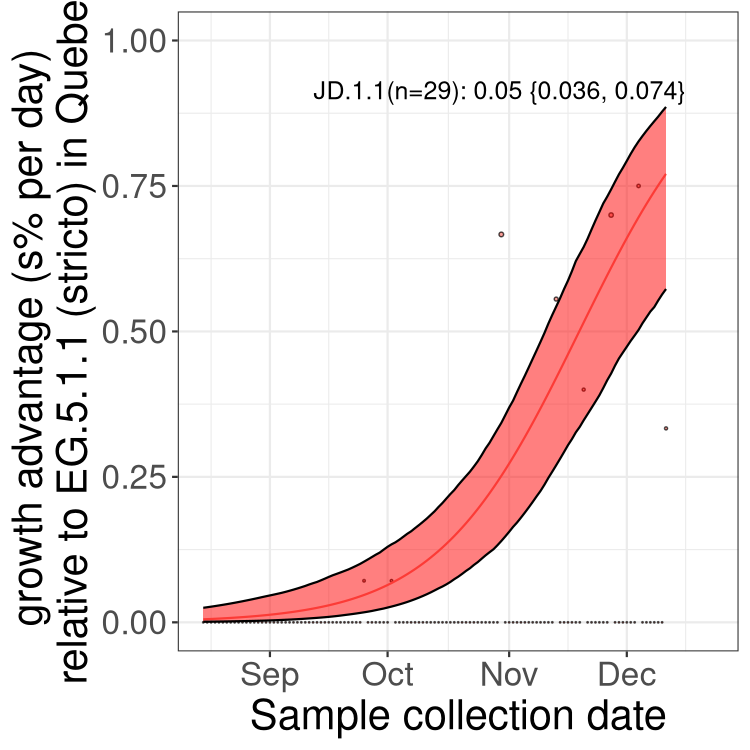 growth advantage (s% per day)
relative to EG.5.1.1 (stricto) in Quebe
1.00
0.75
0.50
0.25
0.00
JD.1.1(n=29): 0.05 {0.036, 0.074}
Sep Oct Nov Dec
Sample collection date